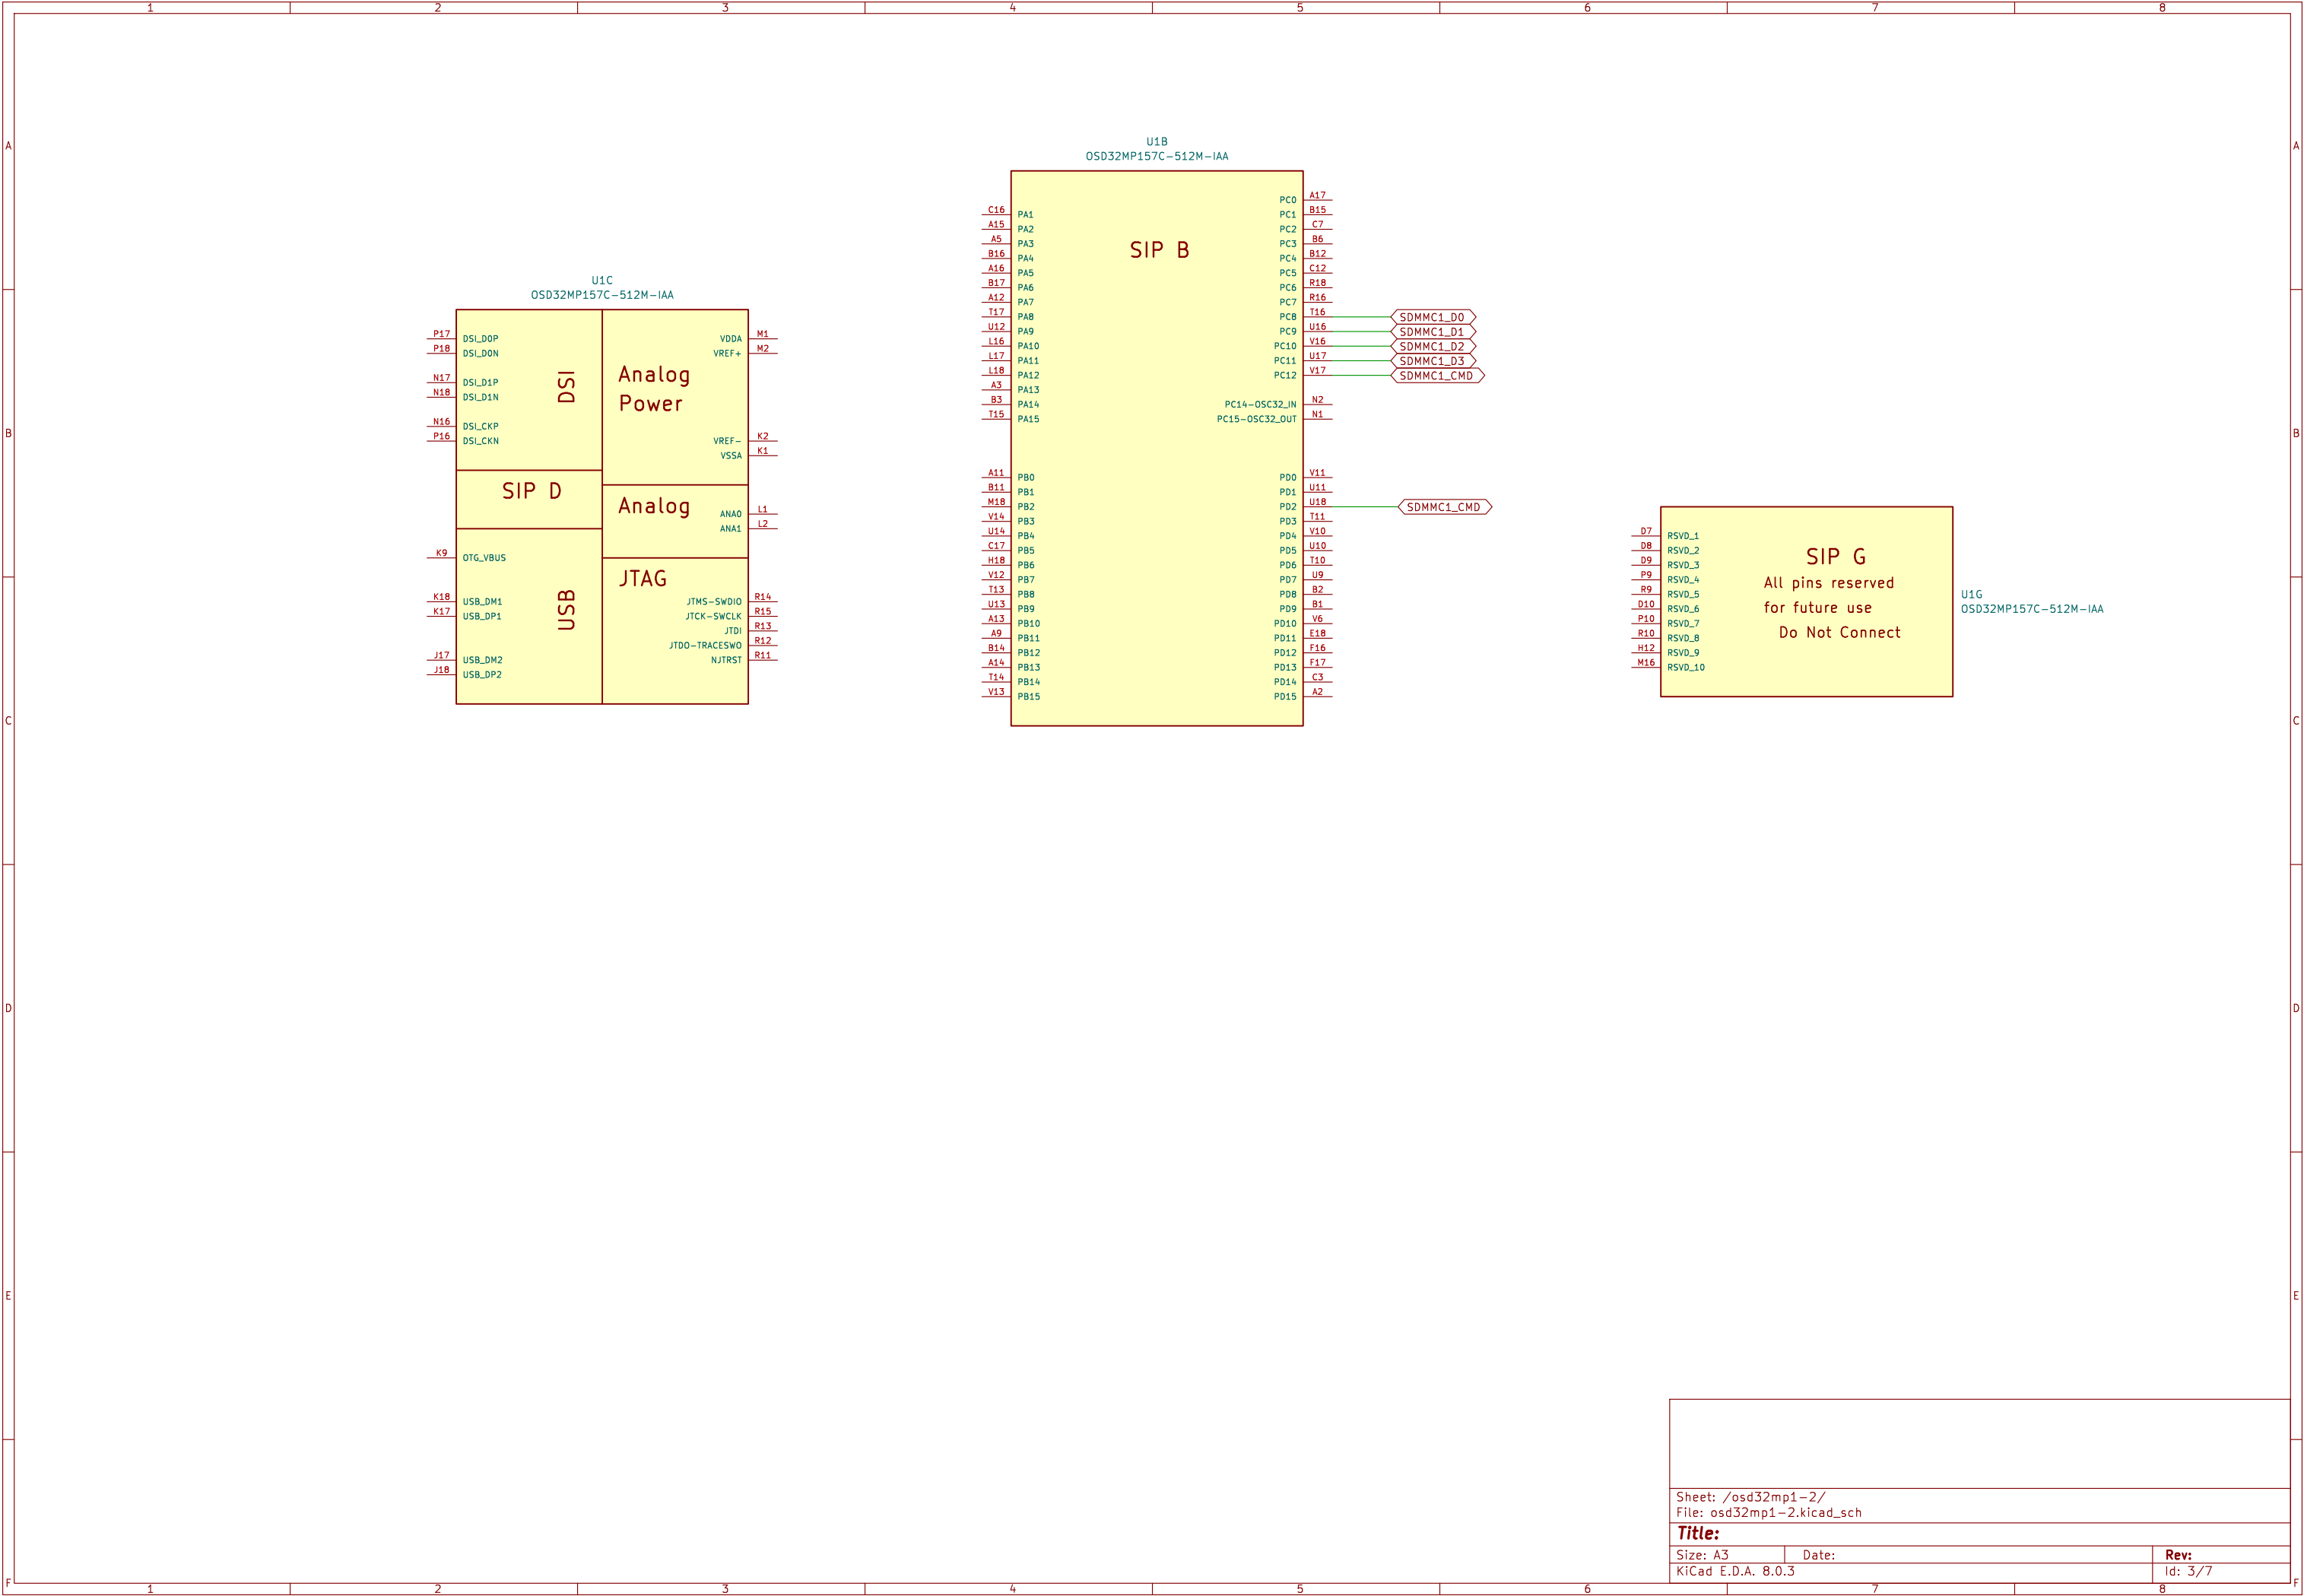 1 2 3 4 5 6 7 8
A A
B B
C C
D D
E E
F F
1 2 3 4 5 6 7 8
U1C
OSD32MP157C-512M-IAA
P17 DSI_D0P
P18 DSI_D0N
N17 DSI_D1P
N18 DSI_D1N
N16 DSI_CKP
P16 DSI_CKN
DSI
SIP D
K9 OTG_VBUS
K18 USB_DM1
K17 USB_DP1
J17 USB_DM2
J18 USB_DP2
USB
Analog
Power
VDDA M1
VREF+ M2
VREF- K2
VSSA K1
Analog
ANA0 L1
ANA1 L2
JTAG
JTMS-SWDIO R14
JTCK-SWCLK R15
JTDI R13
JTDO-TRACESWO R12
NJTRST R11
U1B
OSD32MP157C-512M-IAA
SIP B
C16 PA1
A15 PA2
A5 PA3
B16 PA4
A16 PA5
B17 PA6
A12 PA7
T17 PA8
U12 PA9
L16 PA10
L17 PA11
L18 PA12
A3 PA13
B3 PA14
T15 PA15
A11 PB0
B11 PB1
M18 PB2
V14 PB3
U14 PB4
C17 PB5
H18 PB6
V12 PB7
T13 PB8
U13 PB9
A13 PB10
A9 PB11
B14 PB12
A14 PB13
T14 PB14
V13 PB15
PC0 A17
PC1 B15
PC2 C7
PC3 B6
PC4 B12
PC5 C12
PC6 R18
PC7 R16
PC8 T16 SDMMC1_D0
PC9 U16 SDMMC1_D1
PC10 V16 SDMMC1_D2
PC11 U17 SDMMC1_D3
PC12 V17 SDMMC1_CMD
PC14-OSC32_IN N2
PC15-OSC32_OUT N1
PD0 V11
PD1 U11
PD2 U18 SDMMC1_CMD
PD3 T11
PD4 V10
PD5 U10
PD6 T10
PD7 U9
PD8 B2
PD9 B1
PD10 V6
PD11 E18
PD12 F16
PD13 F17
PD14 C3
PD15 A2
D7 RSVD_1
D8 RSVD_2
D9 RSVD_3
P9 RSVD_4
R9 RSVD_5
D10 RSVD_6
P10 RSVD_7
R10 RSVD_8
H12 RSVD_9
M16 RSVD_10
SIP G
All pins reserved
for future use
Do Not Connect
U1G
OSD32MP157C-512M-IAA
Sheet: /osd32mp1-2/
File: osd32mp1-2.kicad_sch
Title:
Size: A3 Date: Rev:
KiCad E.D.A. 8.0.3 Id: 3/7